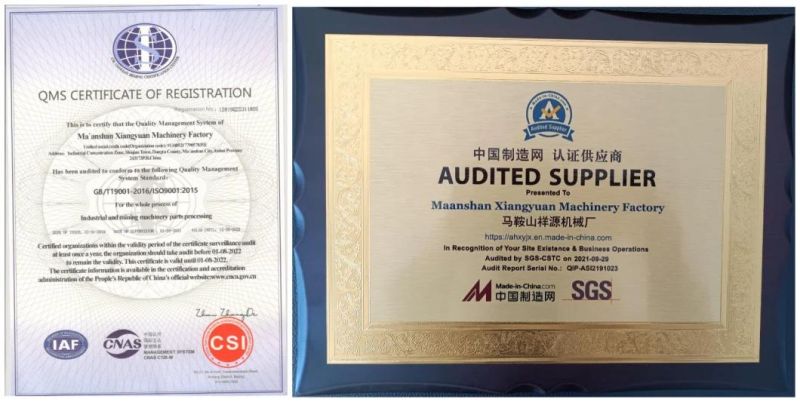 QMS CERTIFICATE OF REGISTRATION
Registration No.:
This is to certify that the Quality Management System of
Ma'anshan Xiangyuan Machinery Factory
Address: Industrial Concentration Zone,
Has been audited to conform to the following Quality Management
System Standard:
GB/T19001-2016/ISO9001:2015
For the whole process of
Industrial and mining machinery parts processing
Certified organizations within the validity period of the certificate surveillance audit
at least once a year, the organization should take audit before 01-08-2022
to remain the validity. This certificate is valid until 01-08-2022.
The certificate information is available in the certification and accreditation
administration of the People's Republic of China's official website:www.cnca.gov.cn
IAF
CNAS
MANAGEMENT SYSTEM
CSI
Audited Supplier
中国制造网 认证供应商
AUDITED SUPPLIER
Presented To
Maanshan Xiangyuan Machinery Factory
马鞍山祥源机械厂
https://ahxyjx.en.made-in-china.com
In Recognition of Your Site Existence & Business Operations
Audited by SGS-CSTC on 2021-09-29
Audit Report Serial No.: QIP-ASI2191023
Made-in-China.com
中国制造网
SGS